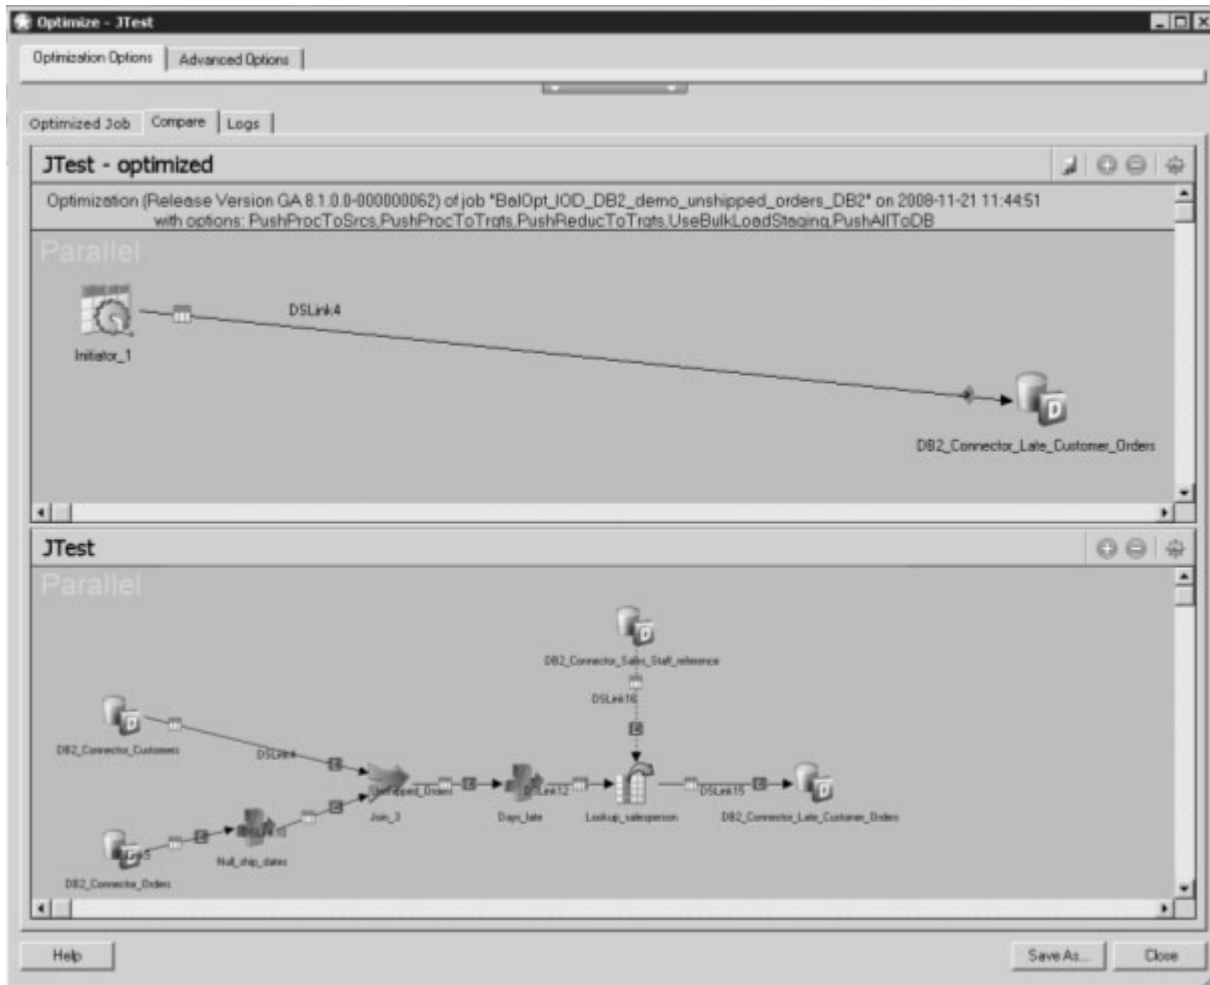 Optimize - JTest
Optimization Options Advanced Options
Optimized Job Compare Logs
JTest - optimized
Optimization (Release Version GA 8.1.0.0-000000062) of job "BalOpt_IOD_DB2_demo_unshipped_orders_DB2" on 2008-11-21 11:44:51
with options: PushProcToSrcs,PushProcToTrgts,PushReducToTrgts,UseBulkLoadStaging,PushAllToDB
Parallel
DSLink4
Initiator_1
D
DB2_Connector_Late_Customer_Orders
JTest
Parallel
D
DB2_Connector_Sales_Staff_reference
DSLink16
D
DB2_Connector_Customers
DSLink4
Unshipped_Orders
DSLink12
DSLink15
D
Join_3
Days_late
Lookup_salesperson
DB2_Connector_Late_Customer_Orders
Null_ship_dates
DB2_Connector_Orders
Help
Save As...
Close